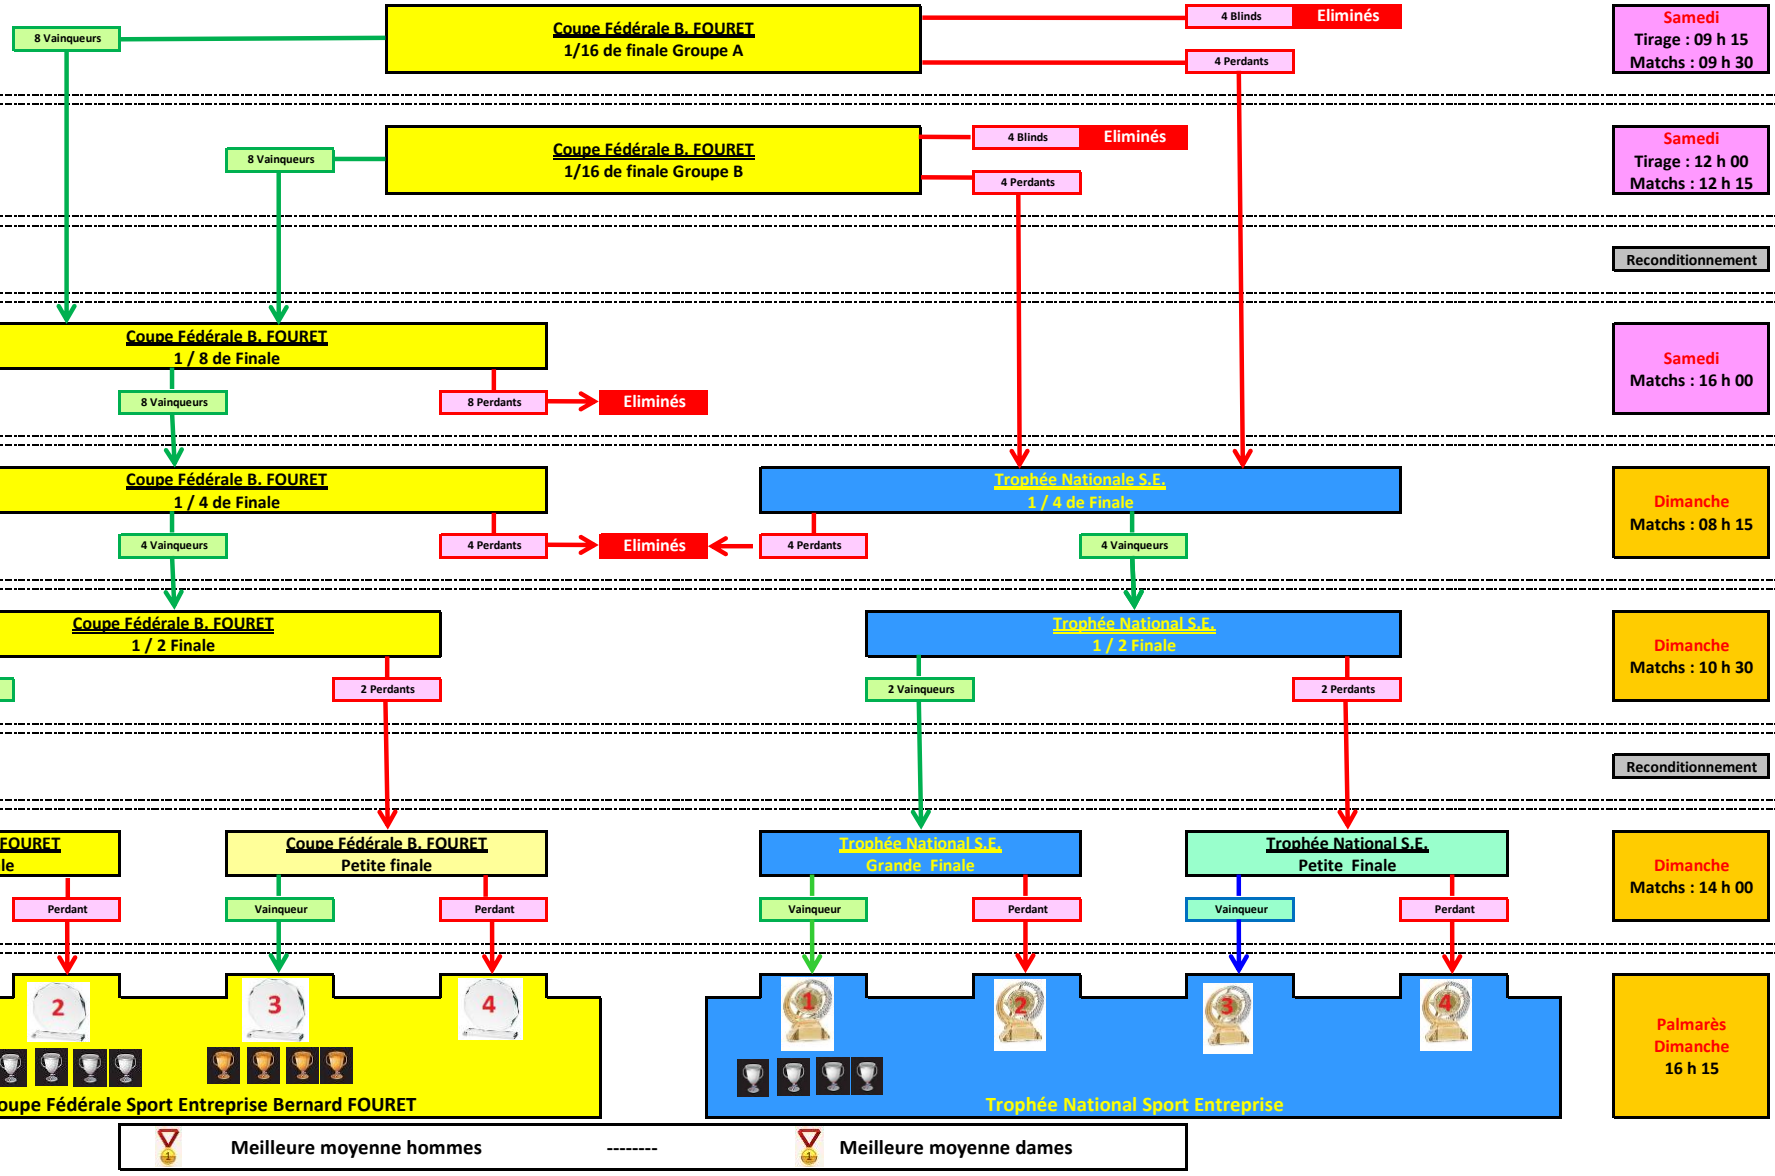 Coupe Fédérale B. FOURET
1/16 de finale Groupe A
8 Vainqueurs
4 Blinds
Eliminés
4 Perdants
Samedi
Tirage : 09 h 15
Matchs : 09 h 30
Coupe Fédérale B. FOURET
1/16 de finale Groupe B
8 Vainqueurs
4 Blinds
Eliminés
4 Perdants
Samedi
Tirage : 12 h 00
Matchs : 12 h 15
Reconditionnement
Coupe Fédérale B. FOURET
1 / 8 de Finale
8 Vainqueurs
8 Perdants
Eliminés
Samedi
Matchs : 16 h 00
Coupe Fédérale B. FOURET
1 / 4 de Finale
4 Vainqueurs
4 Perdants
Eliminés
Trophée Nationale S.E.
1 / 4 de Finale
4 Perdants
4 Vainqueurs
Dimanche
Matchs : 08 h 15
Coupe Fédérale B. FOURET
1 / 2 Finale
2 Perdants
Trophée National S.E.
1 / 2 Finale
2 Vainqueurs
2 Perdants
Dimanche
Matchs : 10 h 30
Reconditionnement
FOURET
le
Perdant
Coupe Fédérale B. FOURET
Petite finale
Vainqueur
Perdant
Trophée National S.E.
Grande Finale
Vainqueur
Perdant
Trophée National S.E.
Petite Finale
Vainqueur
Perdant
Dimanche
Matchs : 14 h 00
2
3
4
1
2
3
4
oupe Fédérale Sport Entreprise Bernard FOURET
Trophée National Sport Entreprise
Palmarès
Dimanche
16 h 15
1
Meilleure moyenne hommes
--------
1
Meilleure moyenne dames